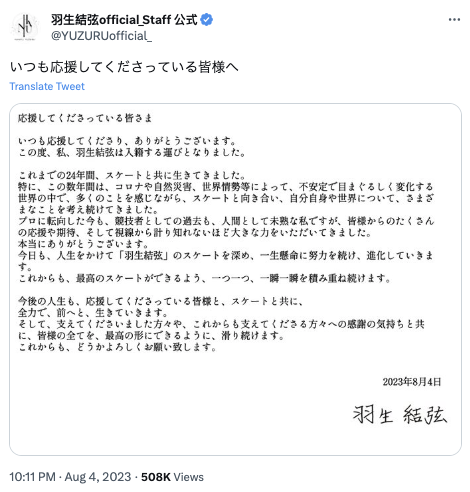 羽生結弦official_Staff 公式
@YUZURUofficial_
いつも応援してくださっている皆様へ
Translate Tweet
応援してくださっている皆さま
いつも応援してくださり、ありがとうございます。
この度、私、羽生結弦は入籍する運びとなりました。
これまでの24年間、スケートと共に生きてきました。
特に、この数年間は、コロナや自然災害、世界情勢等によって、不安定で目まぐるしく変化する
世界の中で、多くのことを感じながら、スケートと向き合い、自分自身や世界について、さまざ
まなことを考え続けてきました。
プロに転向した今も、競技者としての過去も、人間として未熟な私ですが、皆様からのたくさん
の応援や期待、そして視線から計り知れないほど大きな力をいただいてきました。
本当にありがとうございます。
今日も、人生をかけて「羽生結弦」のスケートを深め、一生懸命に努力を続け、進化していきま
す。
これからも、最高のスケートができるよう、一つ一つ、一瞬一瞬を積み重ね続けます。
今後の人生も、応援してくださっている皆様と、スケートと共に、
全力で、前へと、生きていきます。
そして、支えてくださいました方々や、これからも支えてくださる方々への感謝の気持ちと共
に、皆様の全てを、最高の形にできるように、滑り続けます。
これからも、どうかよろしくお願い致します。
2023年8月4日
羽生 結弦
10:11 PM · Aug 4, 2023 · 508K Views